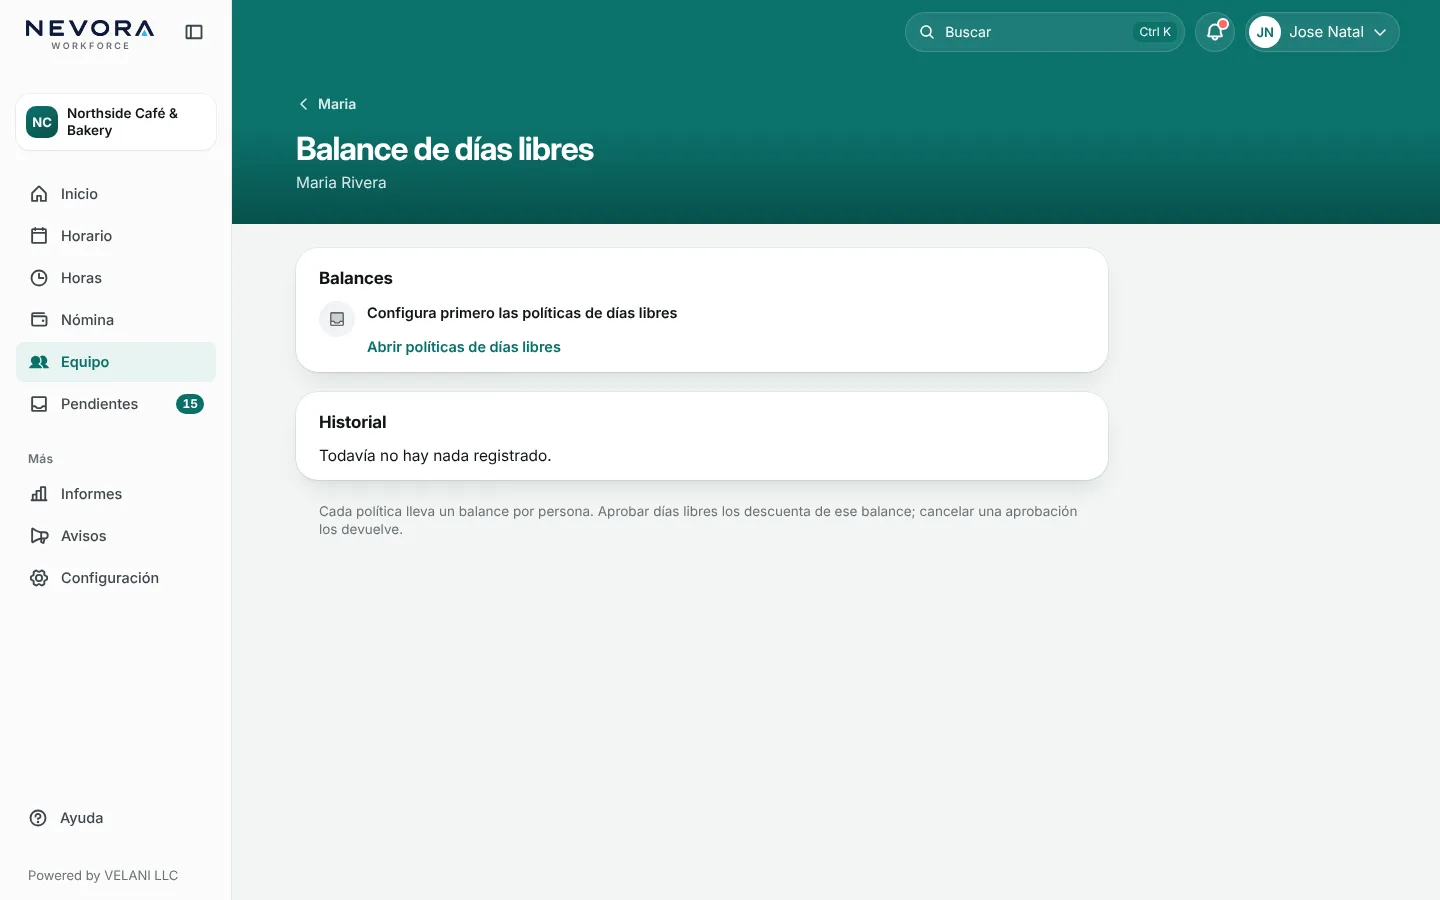 NEVORA
WORKFORCE
Buscar
Ctrl K
JN
Jose Natal
NC
Northside Café &
Bakery
Inicio
Horario
Horas
Nómina
Equipo
Pendientes
15
Más
Informes
Avisos
Configuración
Ayuda
Powered by VELANI LLC
Maria
Balance de días libres
Maria Rivera
Balances
Configura primero las políticas de días libres
Abrir políticas de días libres
Historial
Todavía no hay nada registrado.
Cada política lleva un balance por persona. Aprobar días libres los descuenta de ese balance; cancelar una aprobación
los devuelve.